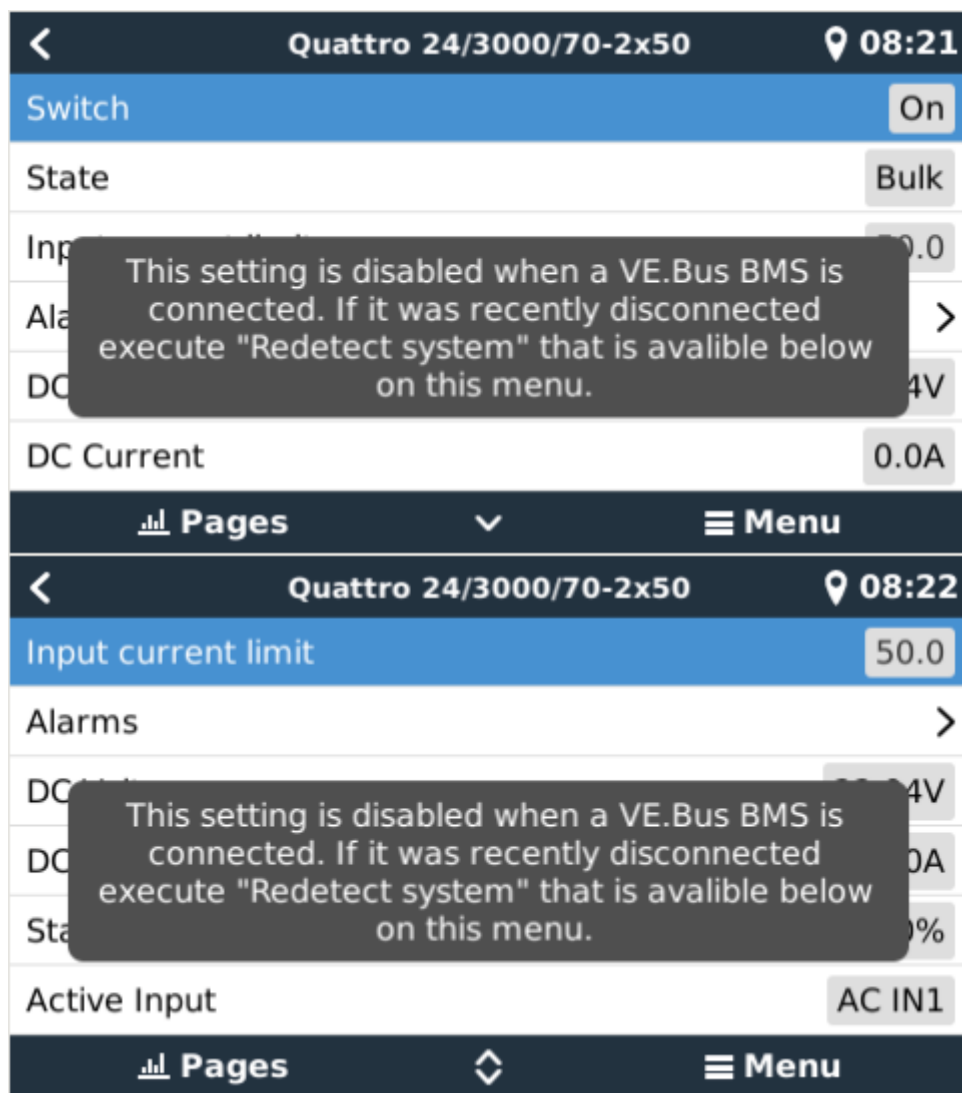 Quattro 24/3000/70-2x50 08:21
Switch On
State Bulk
This setting is disabled when a VE.Bus BMS is
connected. If it was recently disconnected
execute "Redetect system" that is avalible below
on this menu.
DC Current 0.0A
Pages Menu
Quattro 24/3000/70-2x50 08:22
Input current limit 50.0
Alarms
This setting is disabled when a VE.Bus BMS is
connected. If it was recently disconnected
execute "Redetect system" that is avalible below
on this menu.
Active Input AC IN1
Pages Menu